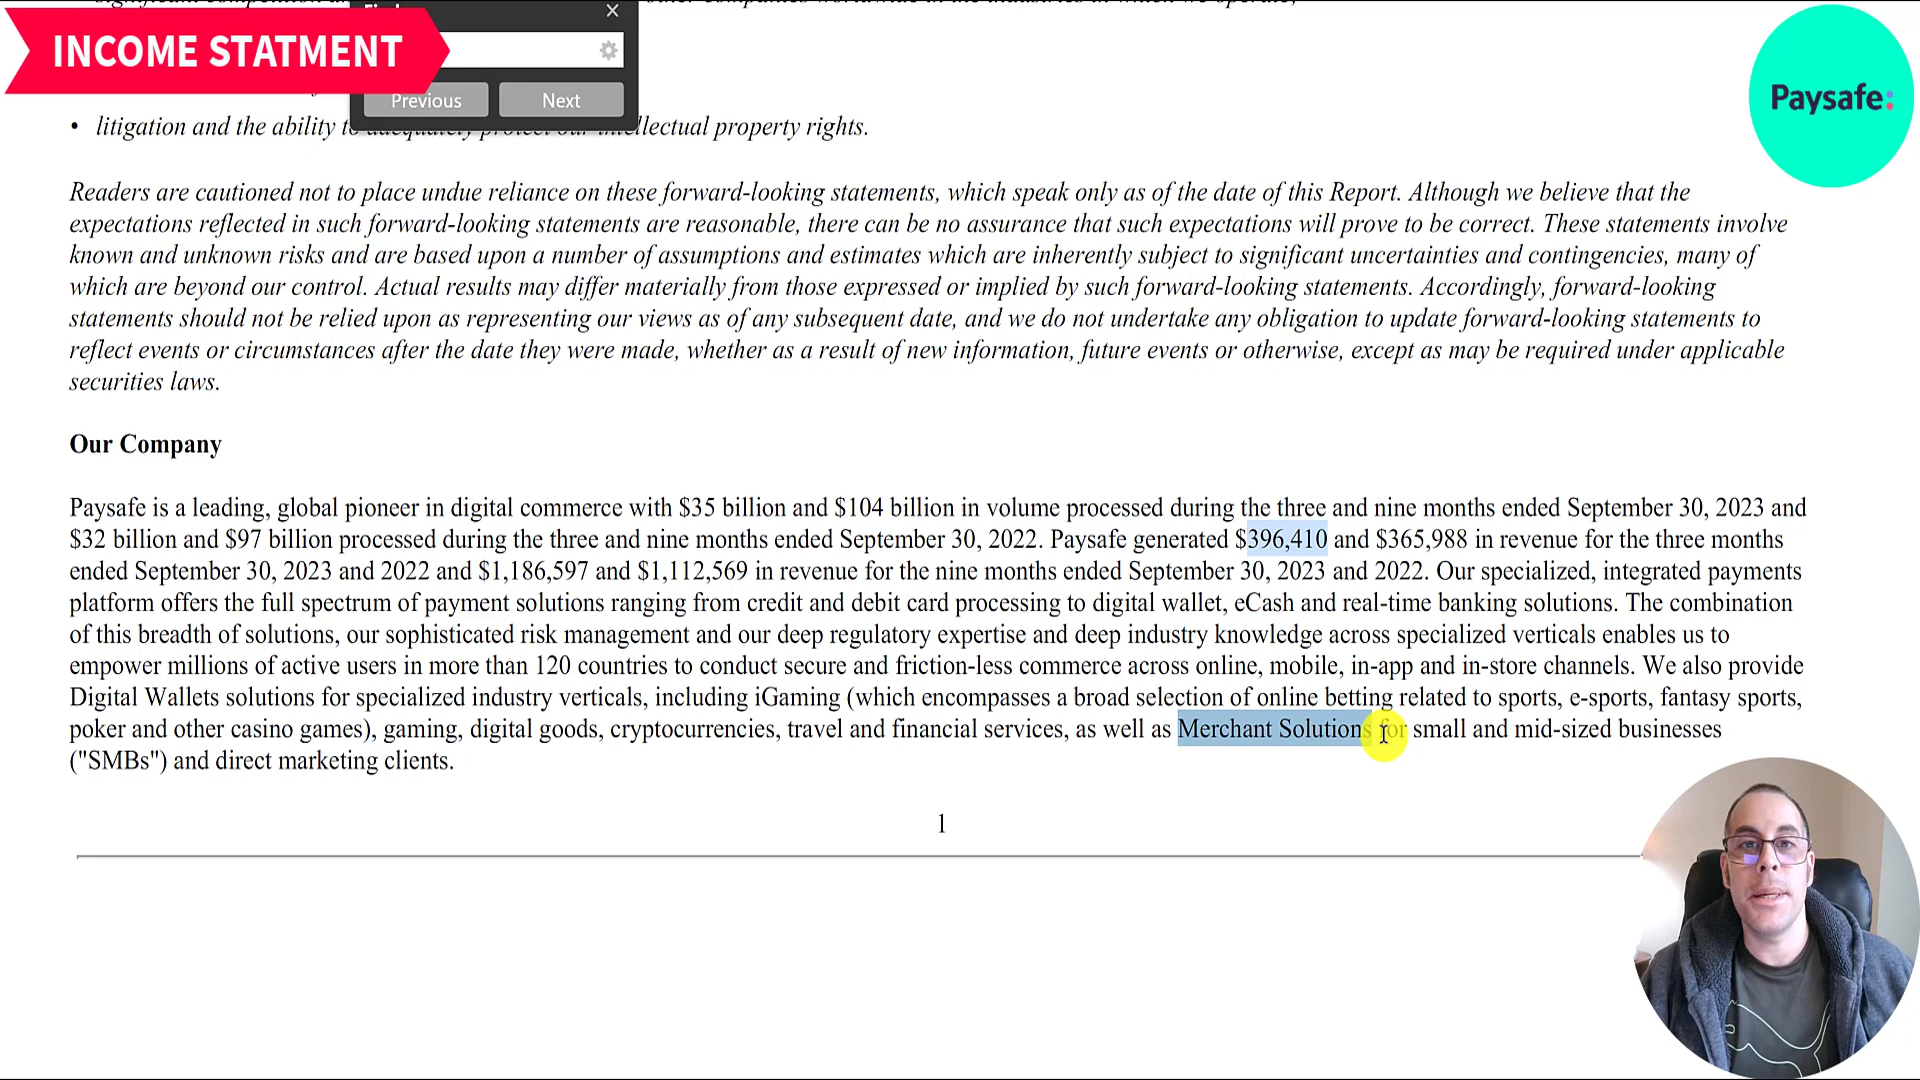 other companies worldwide in the industries in which we operate;
INCOME STATMENT
Previous
Next
Paysafe:
• litigation and the ability to adequately protect our intellectual property rights.
Readers are cautioned not to place undue reliance on these forward-looking statements, which speak only as of the date of this Report. Although we believe that the
expectations reflected in such forward-looking statements are reasonable, there can be no assurance that such expectations will prove to be correct. These statements involve
known and unknown risks and are based upon a number of assumptions and estimates which are inherently subject to significant uncertainties and contingencies, many of
which are beyond our control. Actual results may differ materially from those expressed or implied by such forward-looking statements. Accordingly, forward-looking
statements should not be relied upon as representing our views as of any subsequent date, and we do not undertake any obligation to update forward-looking statements to
reflect events or circumstances after the date they were made, whether as a result of new information, future events or otherwise, except as may be required under applicable
securities laws.
Our Company
Paysafe is a leading, global pioneer in digital commerce with $35 billion and $104 billion in volume processed during the three and nine months ended September 30, 2023 and
$32 billion and $97 billion processed during the three and nine months ended September 30, 2022. Paysafe generated $396,410 and $365,988 in revenue for the three months
ended September 30, 2023 and 2022 and $1,186,597 and $1,112,569 in revenue for the nine months ended September 30, 2023 and 2022. Our specialized, integrated payments
platform offers the full spectrum of payment solutions ranging from credit and debit card processing to digital wallet, eCash and real-time banking solutions. The combination
of this breadth of solutions, our sophisticated risk management and our deep regulatory expertise and deep industry knowledge across specialized verticals enables us to
empower millions of active users in more than 120 countries to conduct secure and friction-less commerce across online, mobile, in-app and in-store channels. We also provide
Digital Wallets solutions for specialized industry verticals, including iGaming (which encompasses a broad selection of online betting related to sports, e-sports, fantasy sports,
poker and other casino games), gaming, digital goods, cryptocurrencies, travel and financial services, as well as Merchant Solutions for small and mid-sized businesses
("SMBs") and direct marketing clients.
1